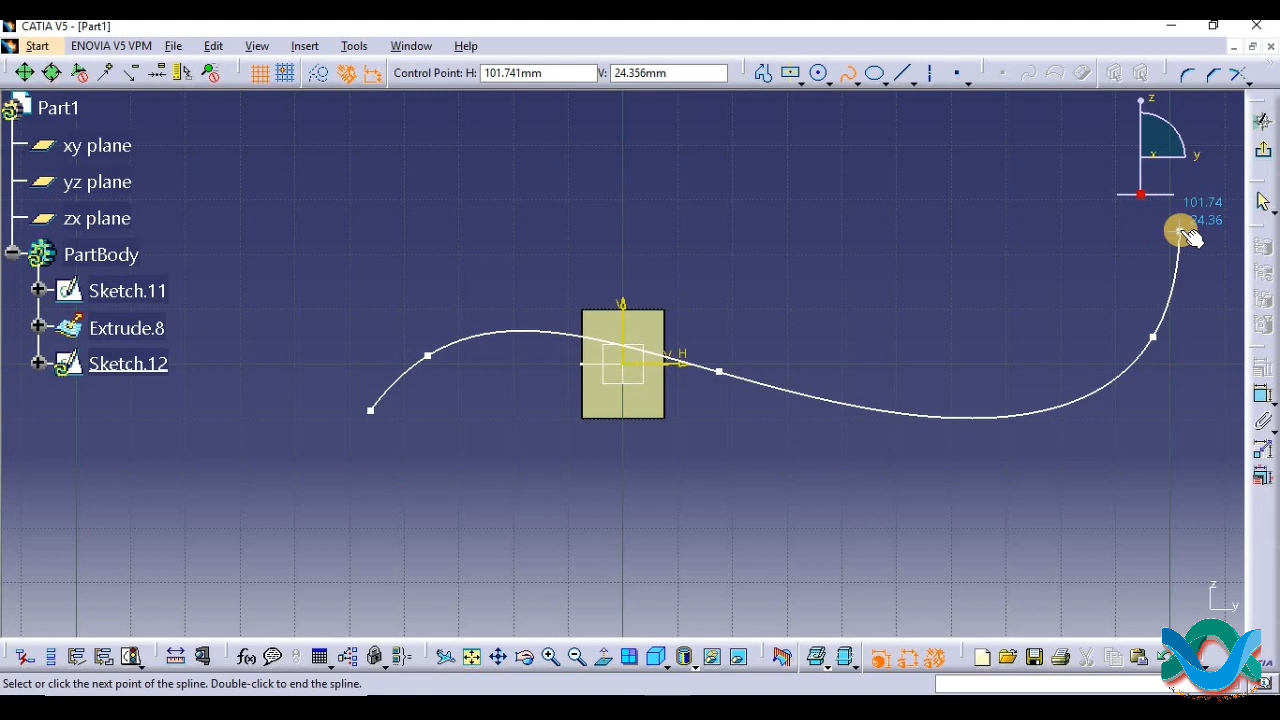 CATIA V5 - [Part1]
Start ENOVIA V5 VPM File Edit View Insert Tools Window Help
Control Point: H: 101.741mm V: 24.356mm
Part1
xy plane
yz plane
zx plane
PartBody
Sketch.11
Extrude.8
Sketch.12
z
x y
101.74
24.36
V
y H
z
y
f(x)
Select or click the next point of the spline. Double-click to end the spline.